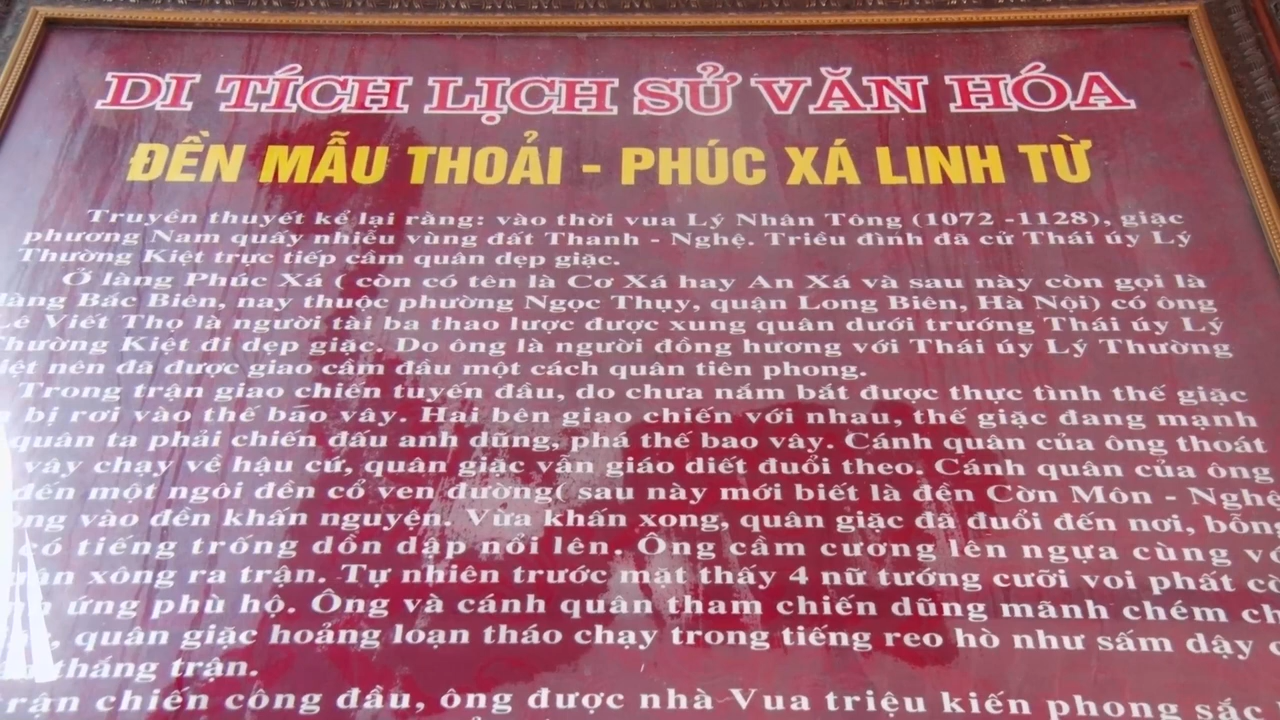 DI TÍCH LỊCH SỬ VĂN HÓA
ĐỀN MẪU THOẢI - PHÚC XÁ LINH TỪ
Truyền thuyết kể lại rằng: vào thời vua Lý Nhân Tông (1072 -1128), giặc
phương Nam quấy nhiễu vùng đất Thanh - Nghệ. Triều đình đã cử Thái úy Lý
Thường Kiệt trực tiếp cầm quân dẹp giặc.
Ở làng Phúc Xá ( còn có tên là Cơ Xá hay An Xá và sau này còn gọi là
làng Bắc Biên, nay thuộc phường Ngọc Thụy, quận Long Biên, Hà Nội) có ông
Lê Viết Thọ là người tài ba thao lược được xung quân dưới trướng Thái úy Lý
Thường Kiệt đi dẹp giặc. Do ông là người đồng hương với Thái úy Lý Thường
iệt nên đã được giao cầm đầu một cách quân tiên phong.
Trong trận giao chiến tuyến đầu, do chưa nắm bắt được thực tình thế giặc
bị rơi vào thế bao vây. Hai bên giao chiến với nhau, thế giặc đang mạnh
quân ta phải chiến đấu anh dũng, phá thế bao vây. Cánh quân của ông thoát
vây chạy về hậu cứ, quân giặc vẫn giáo diết đuổi theo. Cánh quân của ông
đến một ngôi đền cổ ven đường( sau này mới biết là đền Cờn Môn - Nghệ
ng vào đền khấn nguyện. Vừa khấn xong, quân giặc đã đuổi đến nơi, bỗng
có tiếng trống dồn dập nổi lên. Ông cầm cương lên ngựa cùng
xông ra trận. Tự nhiên trước mặt thấy 4 nữ tướng cưỡi voi phất cờ
ứng phù hộ. Ông và cánh quân tham chiến dũng mãnh chém
quân giặc hoảng loạn tháo chạy trong tiếng reo hò như sấm dậy
thắng trận.
trận chiến công đầu, ông được nhà Vua triệu kiến phong sắc